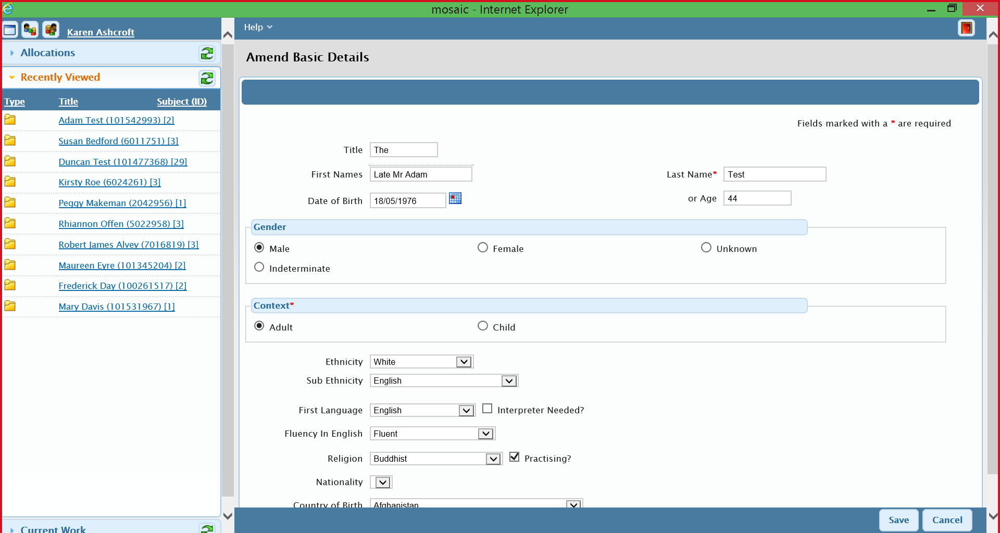 mosaic - Internet Explorer
Karen Ashcroft
Help
Allocations
Recently Viewed
Type Title Subject (ID)
Adam Test (101542993) [2]
Susan Bedford (6011751) [3]
Duncan Test (101477368) [29]
Kirsty Roe (6024261) [3]
Peggy Makeman (2042956) [1]
Rhiannon Offen (5022958) [3]
Robert James Alvey (7016819) [3]
Maureen Eyre (101345204) [2]
Frederick Day (100261517) [2]
Mary Davis (101531967) [1]
Current Work
Amend Basic Details
Fields marked with a * are required
Title The
First Names Late Mr Adam Last Name* Test
Date of Birth 18/05/1976 or Age 44
Gender
Male Female Unknown
Indeterminate
Context*
Adult Child
Ethnicity White
Sub Ethnicity English
First Language English Interpreter Needed?
Fluency In English Fluent
Religion Buddhist Practising?
Nationality
Country of Birth Afghanistan
Save Cancel